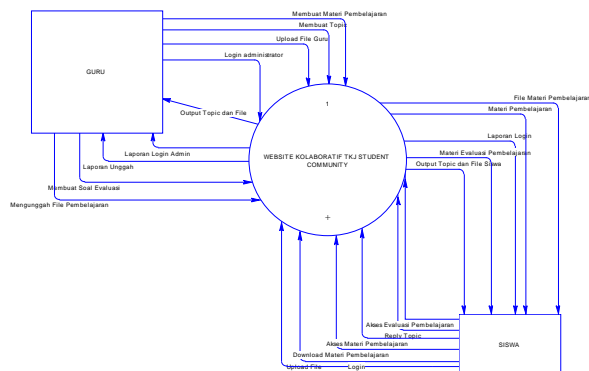 Membuat Materi Pembelajaran
Membuat Topic
Upload File Guru
Login administrator
GURU
Output Topic dan File
1
File Materi Pembelajaran
Materi Pembelajaran
Laporan Login
Materi Evaluasi Pembelajaran
Output Topic dan File Siswa
WEBSITE KOLABORATIF TKJ STUDENT
COMMUNITY
Laporan Login Admin
Laporan Unggah
Membuat Soal Evaluasi
Mengunggah File Pembelajaran
+
Akses Evaluasi Pembelajaran
Reply Topic
Akses Materi Pembelajaran
Download Materi Pembelajaran
Upload File
Login
SISWA